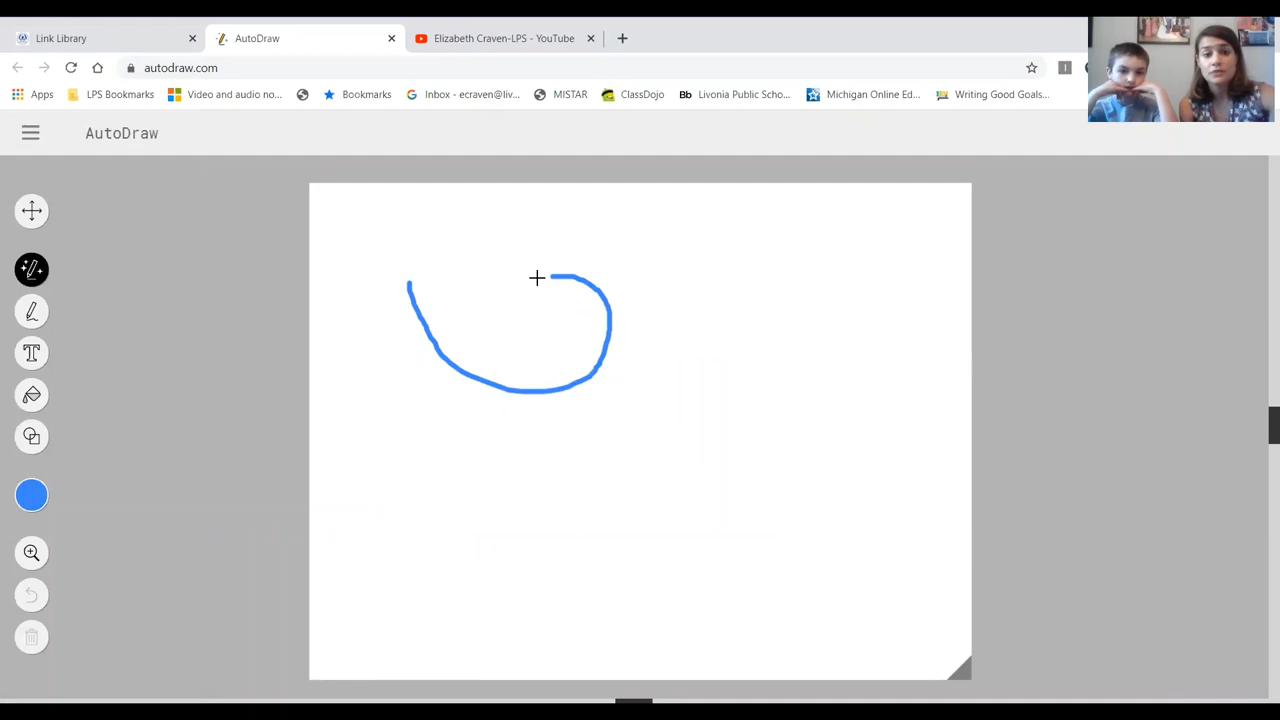 Link Library
AutoDraw
Elizabeth Craven-LPS - YouTube
autodraw.com
Apps
LPS Bookmarks
Video and audio no...
Bookmarks
Inbox - ecraven@liv...
MISTAR
ClassDojo
Bb Livonia Public Scho...
Michigan Online Ed...
Writing Good Goals...
AutoDraw
T